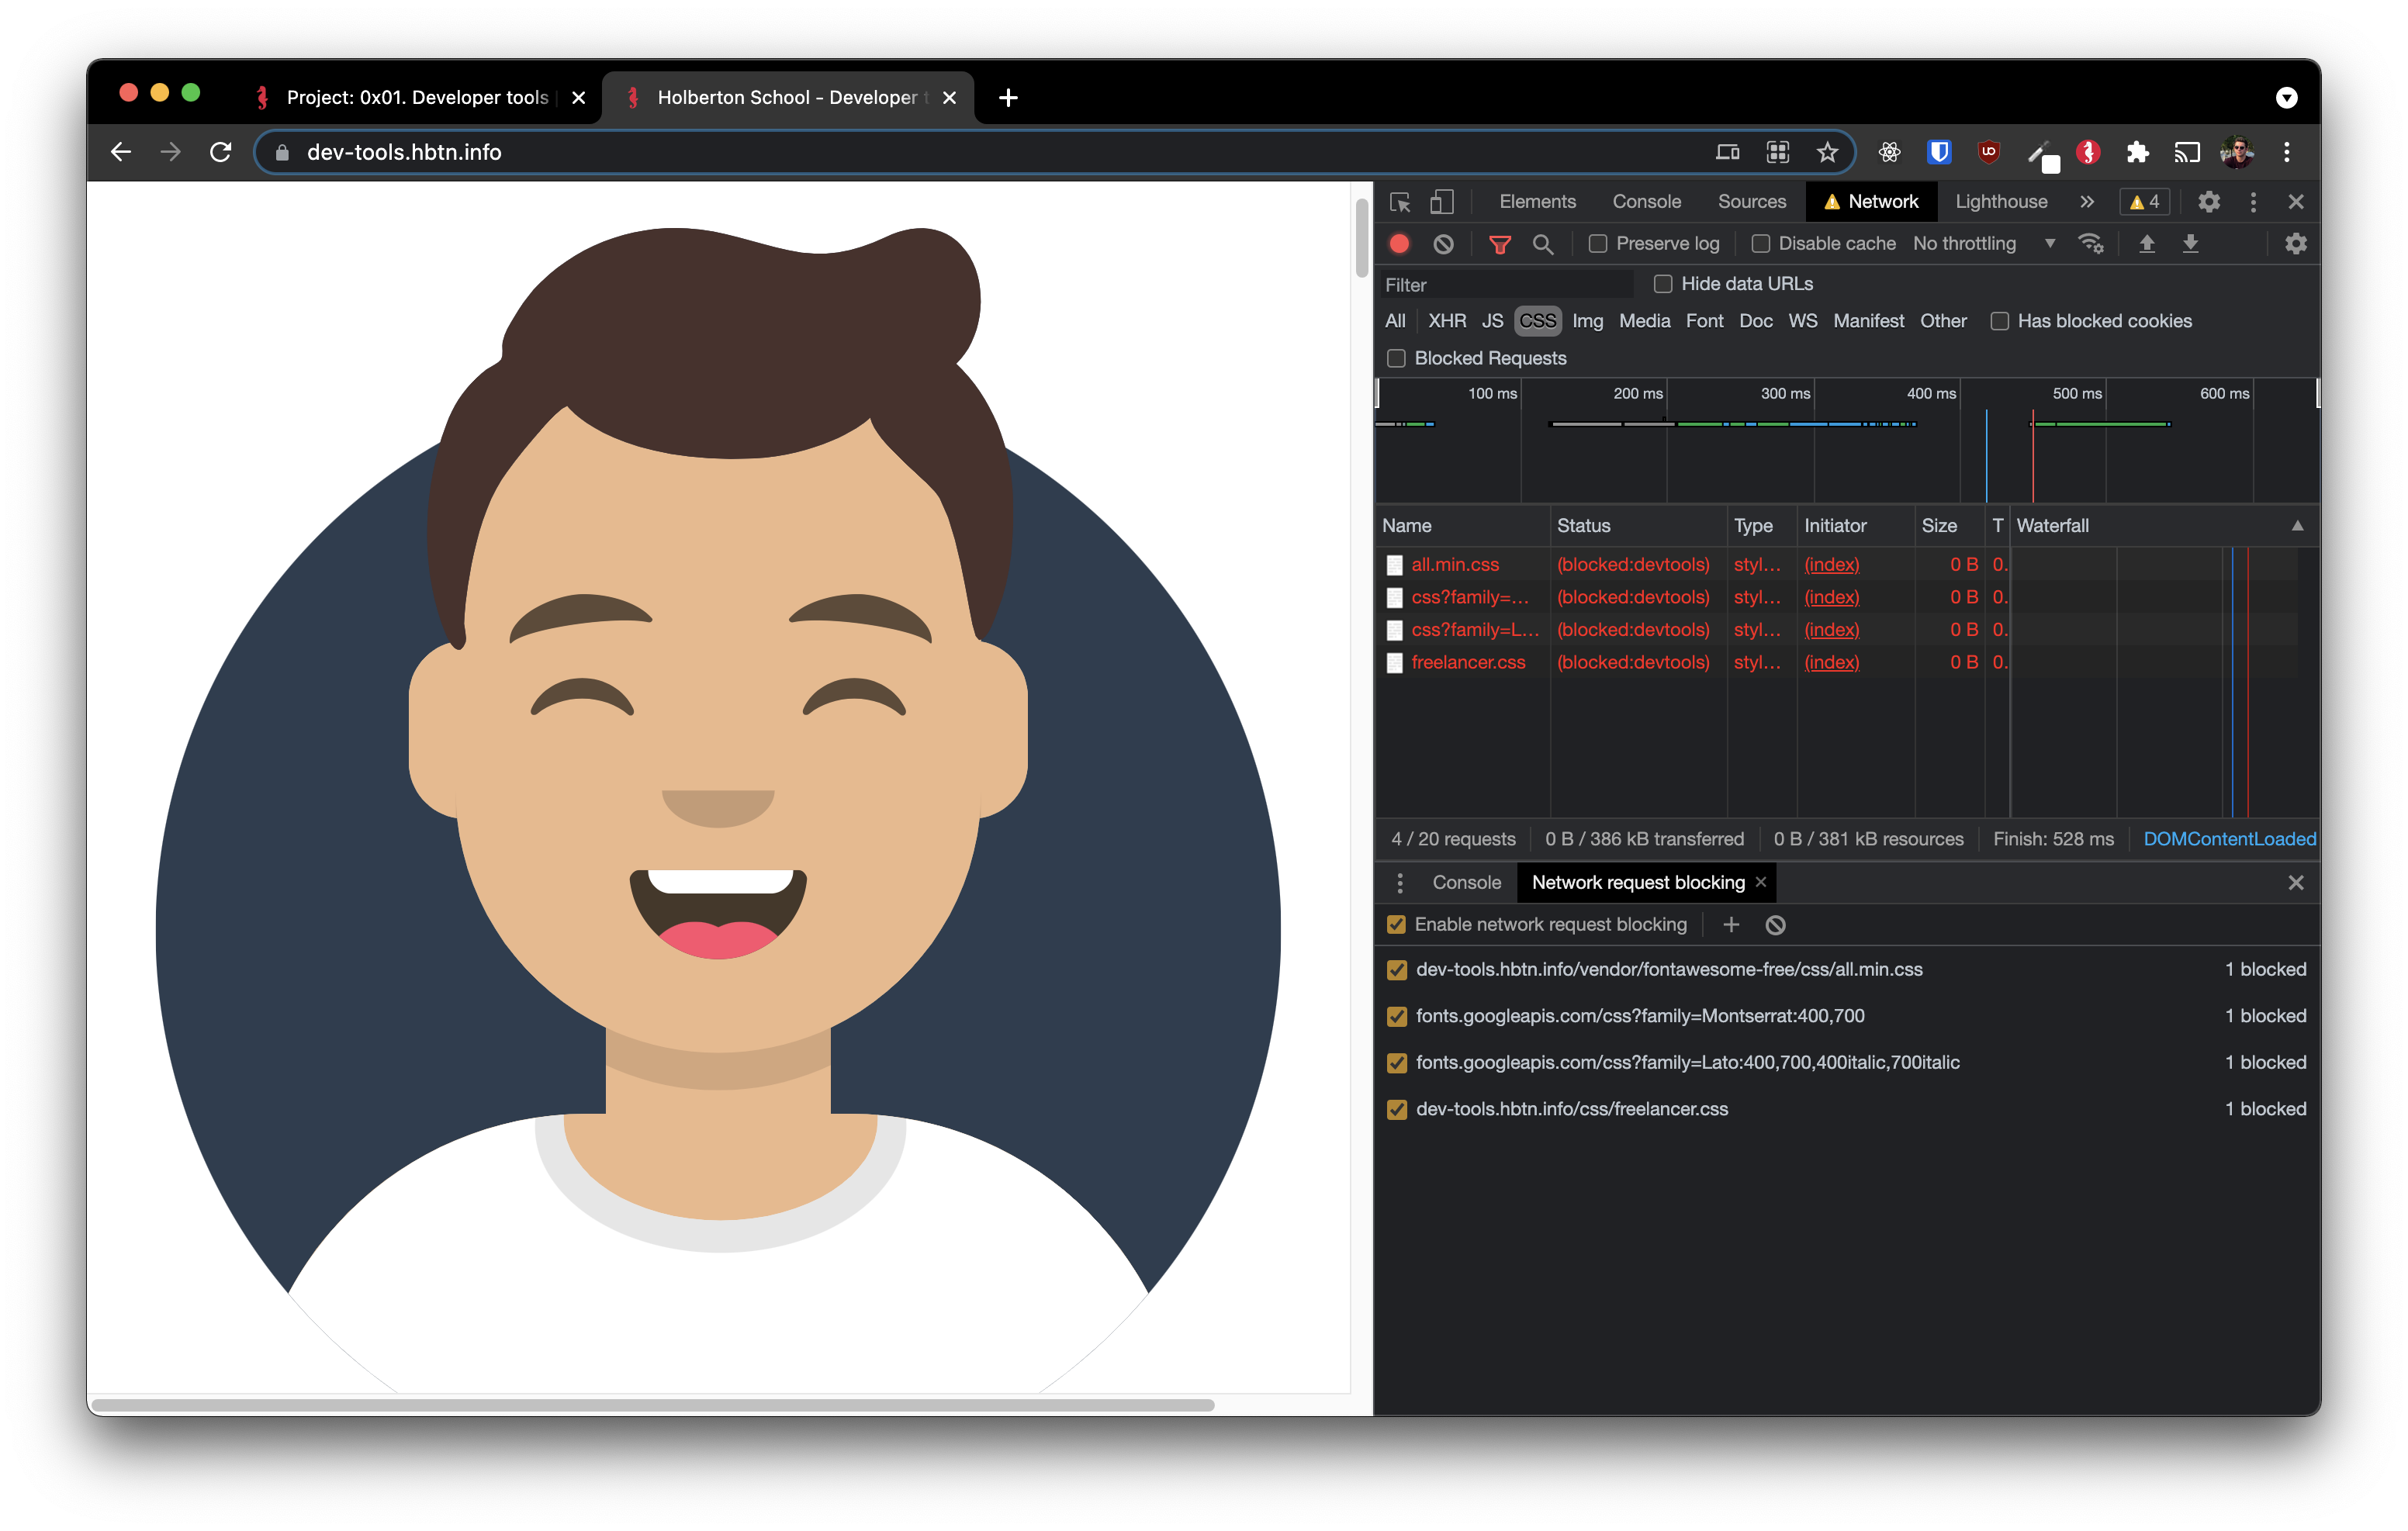 Project: 0x01. Developer tools
Holberton School - Developer t
dev-tools.hbtn.info
Elements Console Sources Network Lighthouse 4
Preserve log Disable cache No throttling
Filter Hide data URLs
All XHR JS CSS Img Media Font Doc WS Manifest Other Has blocked cookies
Blocked Requests
100 ms 200 ms 300 ms 400 ms 500 ms 600 ms
Name Status Type Initiator Size T Waterfall
all.min.css (blocked:devtools) styl... (index) 0 B 0.
css?family=... (blocked:devtools) styl... (index) 0 B 0.
css?family=L... (blocked:devtools) styl... (index) 0 B 0.
freelancer.css (blocked:devtools) styl... (index) 0 B 0.
4 / 20 requests 0 B / 386 kB transferred 0 B / 381 kB resources Finish: 528 ms DOMContentLoaded
Console Network request blocking
Enable network request blocking
dev-tools.hbtn.info/vendor/fontawesome-free/css/all.min.css 1 blocked
fonts.googleapis.com/css?family=Montserrat:400,700 1 blocked
fonts.googleapis.com/css?family=Lato:400,700,400italic,700italic 1 blocked
dev-tools.hbtn.info/css/freelancer.css 1 blocked